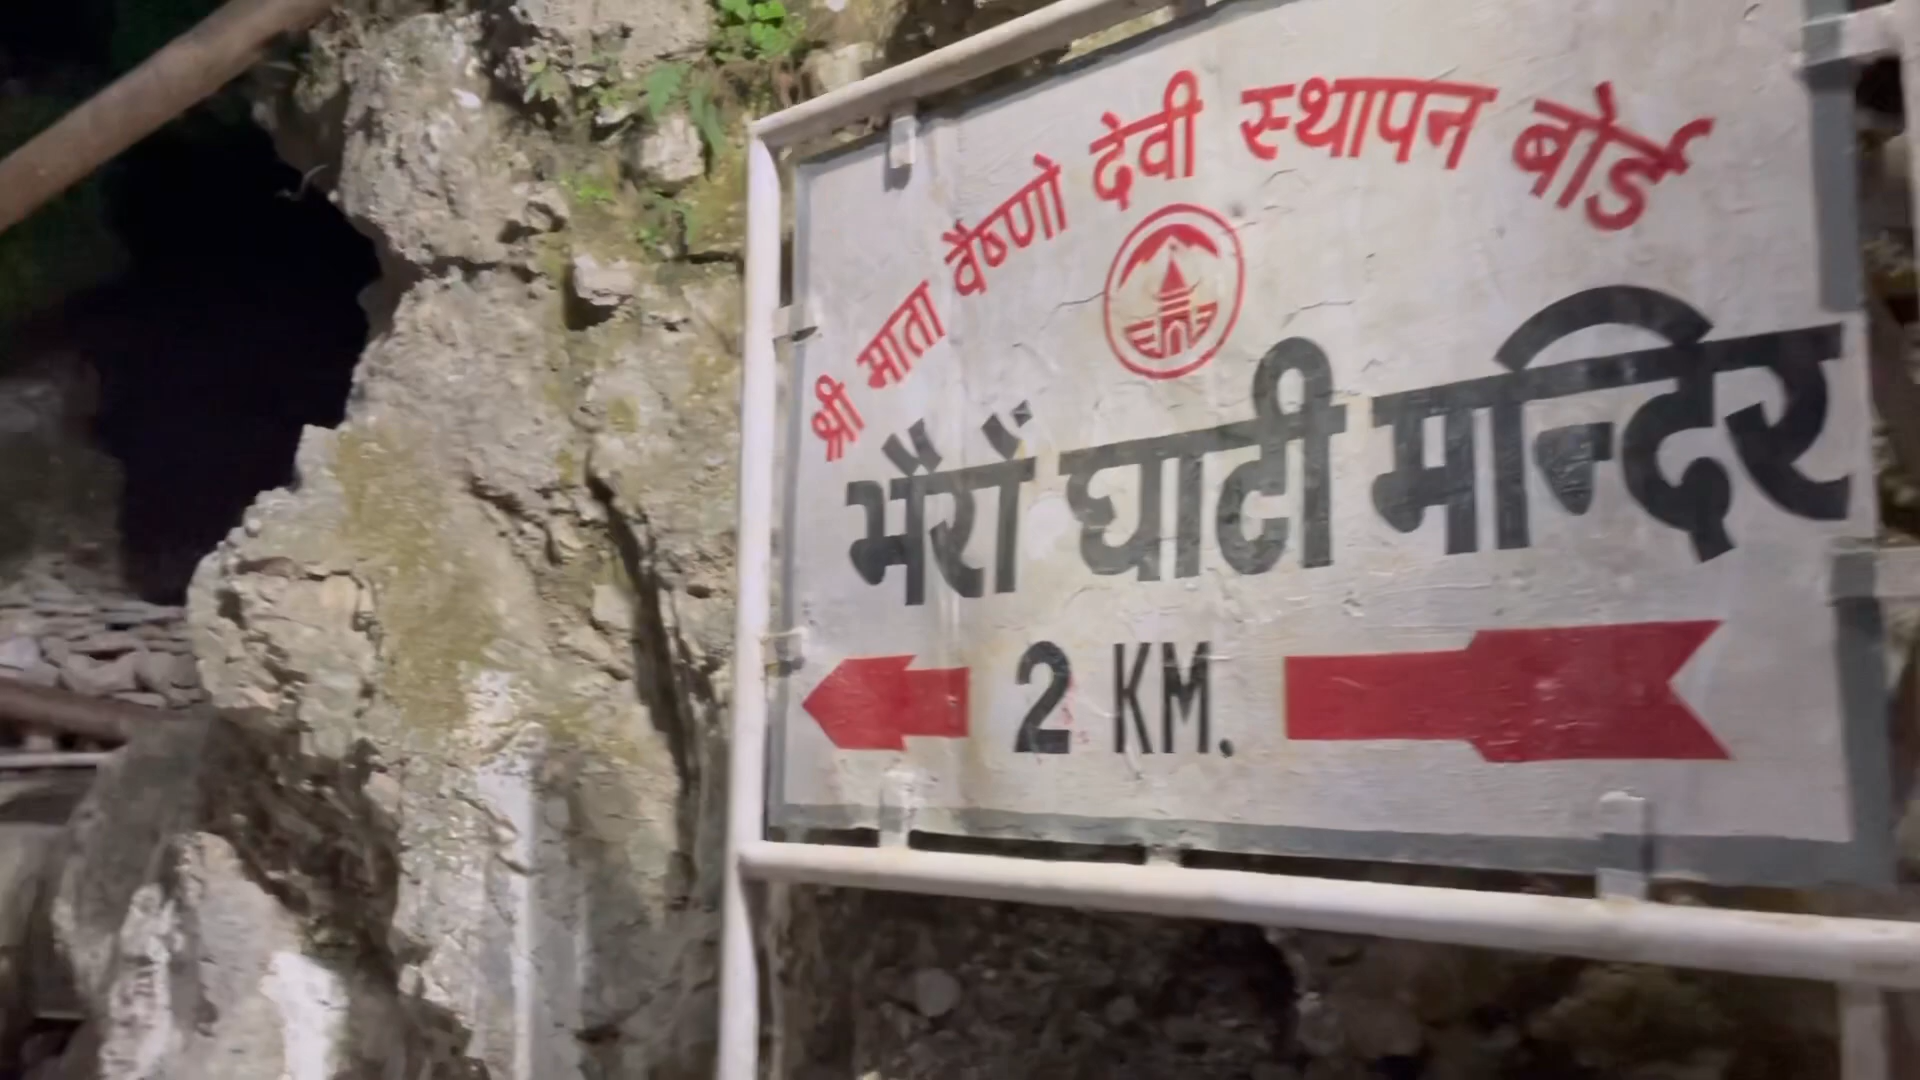 श्री माता वैष्णो देवी स्थापन बोर्ड
भैरों घाटी मन्दिर
2 KM.